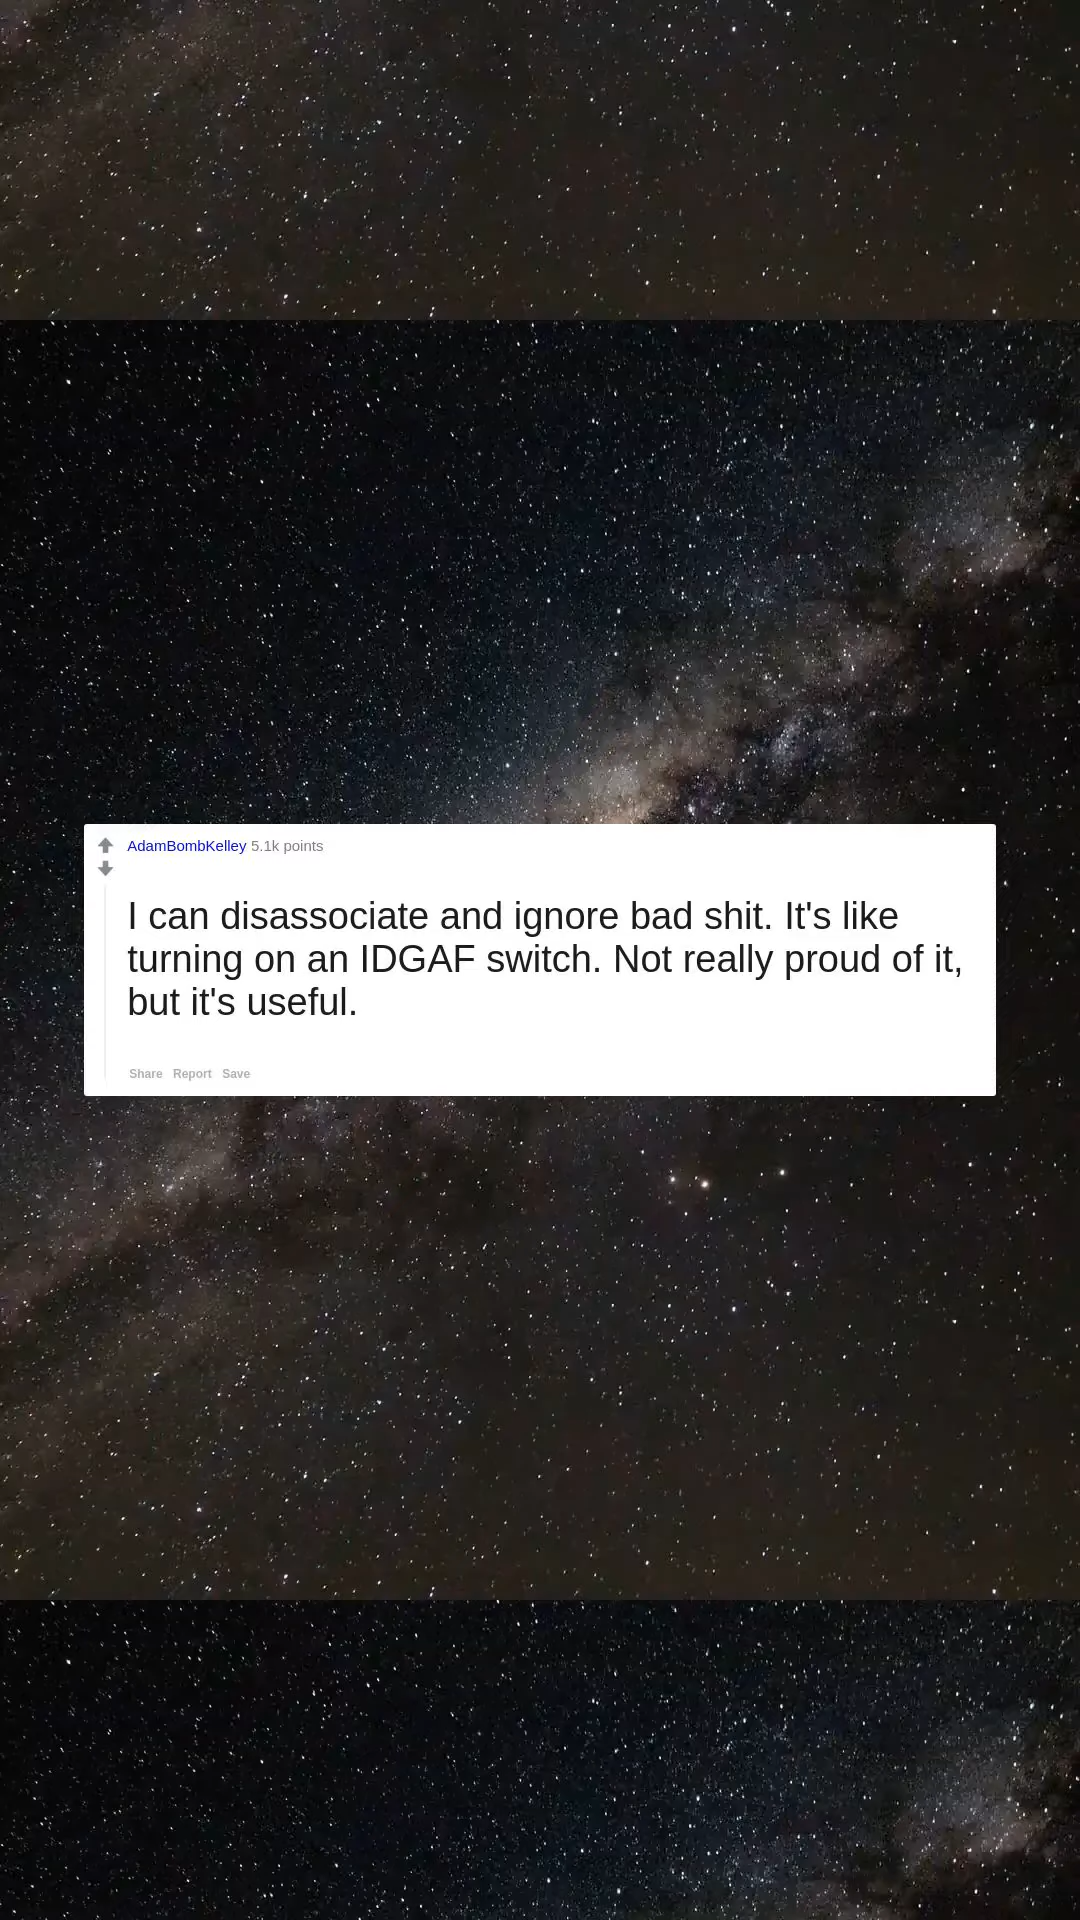 AdamBombKelley 5.1k points
I can disassociate and ignore bad shit. It's like
turning on an IDGAF switch. Not really proud of it,
but it's useful.
Share Report Save